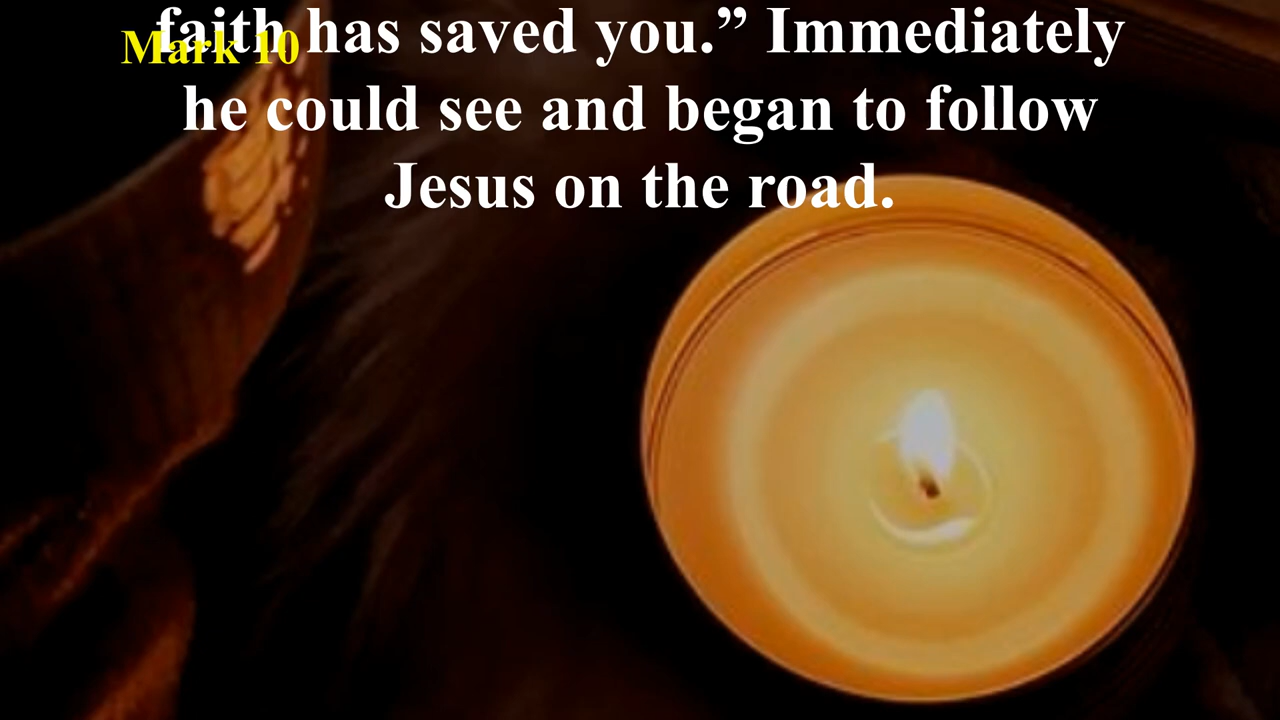 Mark 10
faith has saved you.” Immediately
he could see and began to follow
Jesus on the road.